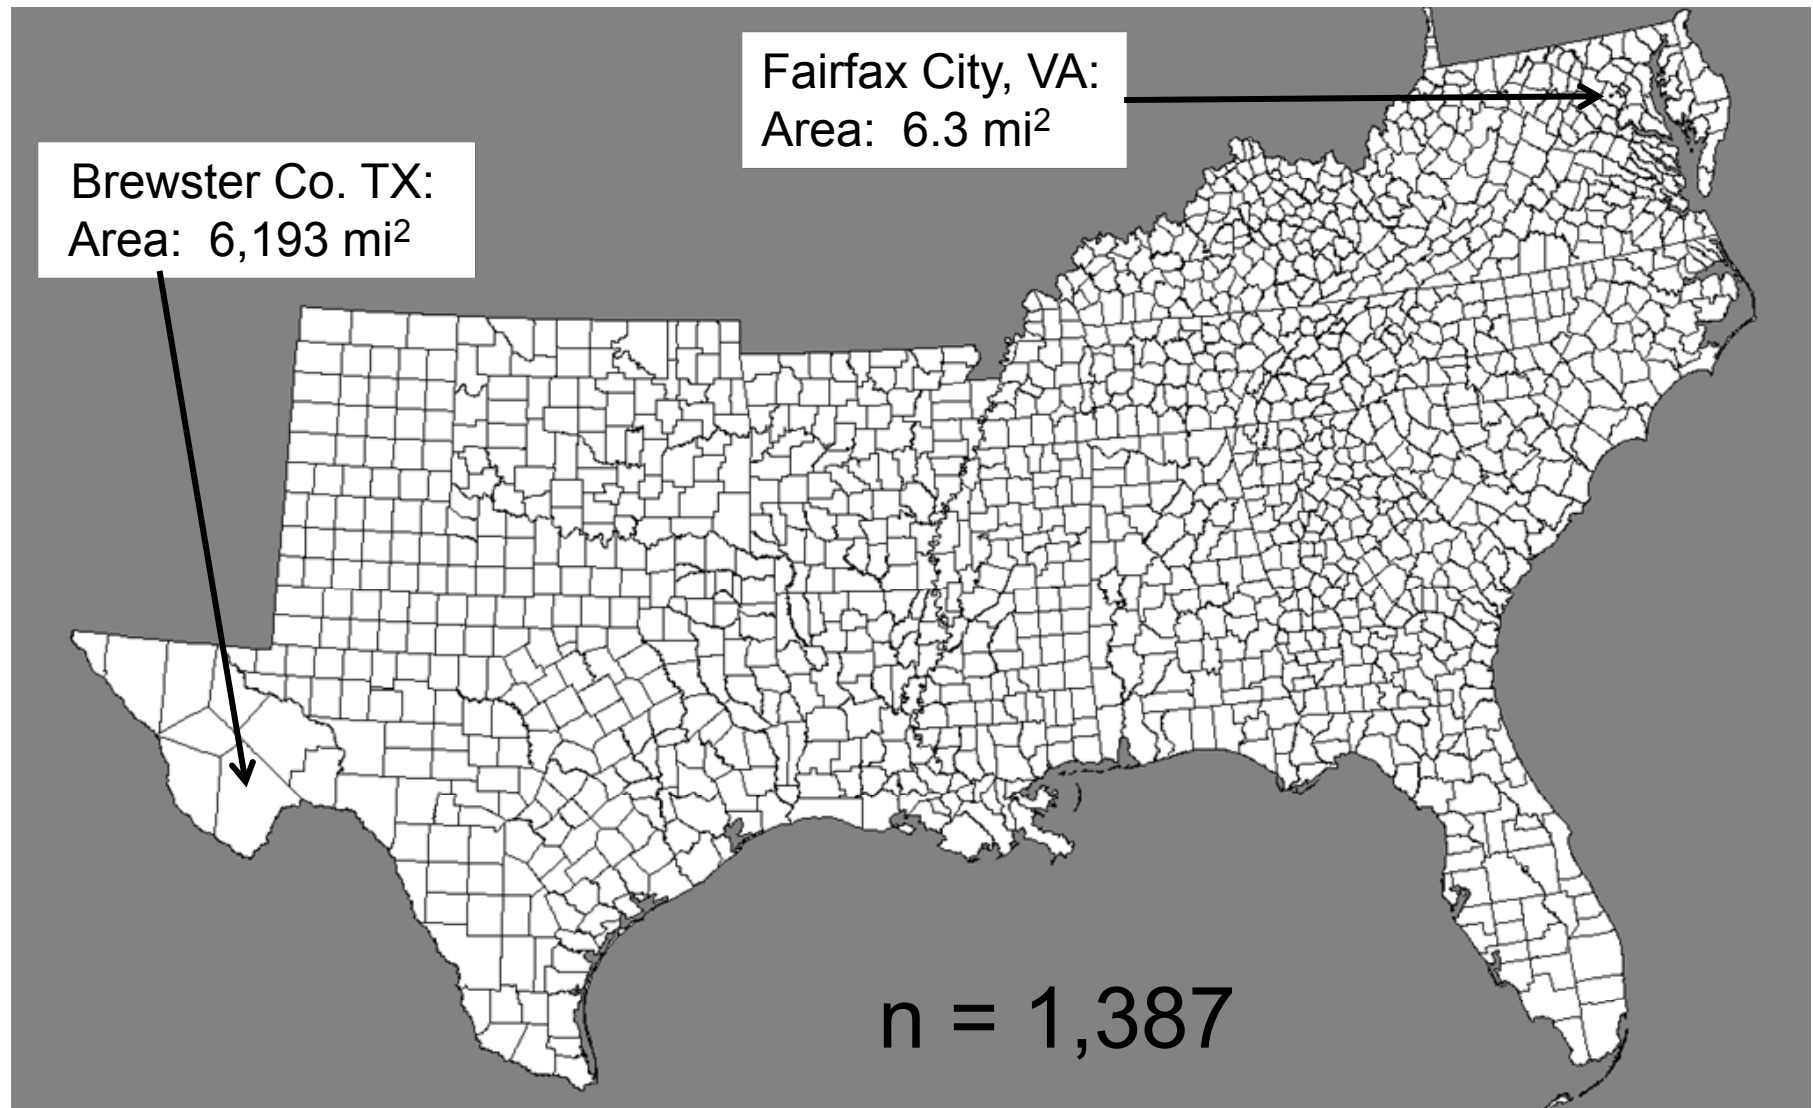 Fairfax City, VA:
Area: 6.3 mi²
Brewster Co. TX:
Area: 6,193 mi²
n = 1,387